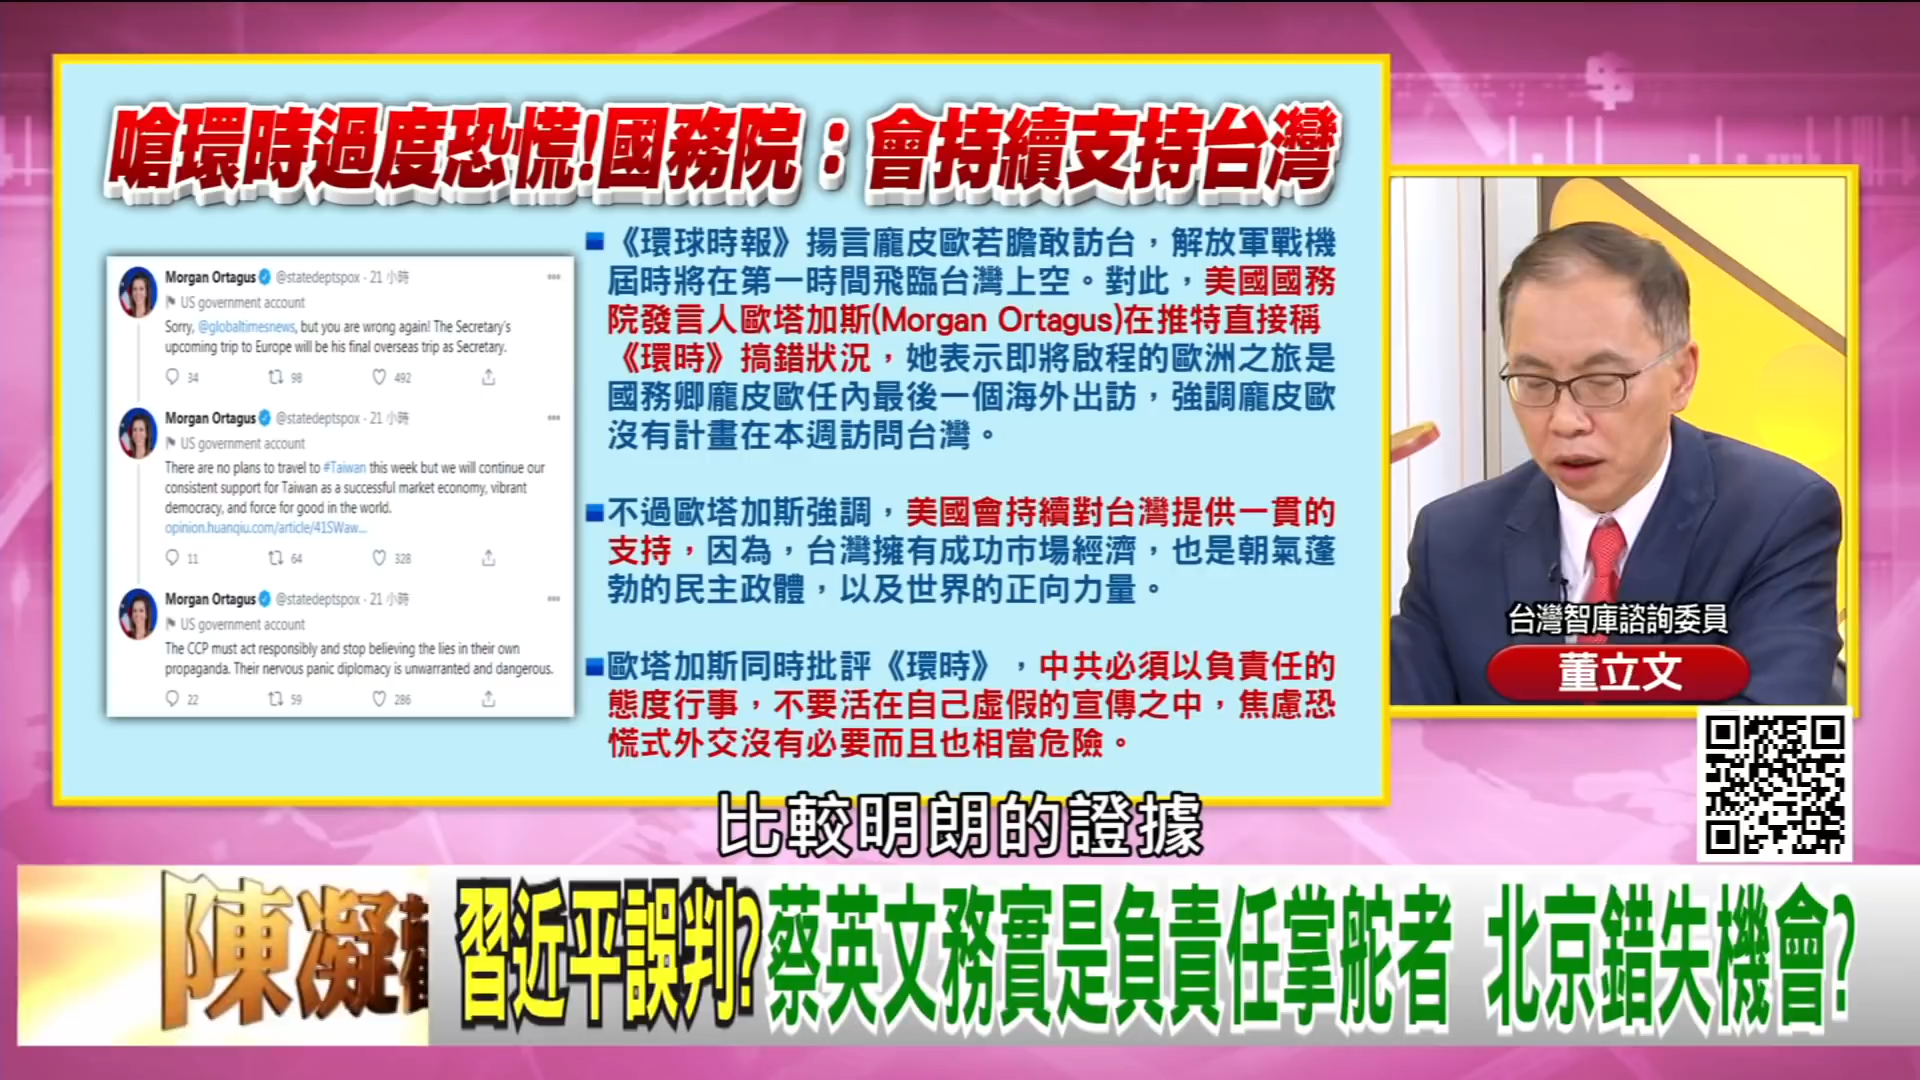 嗆環時過度恐慌!國務院：會持續支持台灣
Morgan Ortagus @statedeptspox · 21 小時
US government account
Sorry, @globaltimesnews, but you are wrong again! The Secretary's
upcoming trip to Europe will be his final overseas trip as Secretary.
34 98 492
Morgan Ortagus @statedeptspox · 21 小時
US government account
There are no plans to travel to #Taiwan this week but we will continue our
consistent support for Taiwan as a successful market economy, vibrant
democracy, and force for good in the world.
opinion.huanqiu.com/article/41SWaw...
11 64 328
Morgan Ortagus @statedeptspox · 21 小時
US government account
The CCP must act responsibly and stop believing the lies in their own
propaganda. Their nervous panic diplomacy is unwarranted and dangerous.
22 59 286
《環球時報》揚言龐皮歐若膽敢訪台，解放軍戰機
屆時將在第一時間飛臨台灣上空。對此，美國國務
院發言人歐塔加斯(Morgan Ortagus)在推特直接稱
《環時》搞錯狀況，她表示即將啟程的歐洲之旅是
國務卿龐皮歐任內最後一個海外出訪，強調龐皮歐
沒有計畫在本週訪問台灣。
不過歐塔加斯強調，美國會持續對台灣提供一貫的
支持，因為，台灣擁有成功市場經濟，也是朝氣蓬
勃的民主政體，以及世界的正向力量。
歐塔加斯同時批評《環時》，中共必須以負責任的
態度行事，不要活在自己虛假的宣傳之中，焦慮恐
慌式外交沒有必要而且也相當危險。
台灣智庫諮詢委員
董立文
比較明朗的證據
陳凝
習近平誤判?蔡英文務實是負責任掌舵者 北京錯失機會?